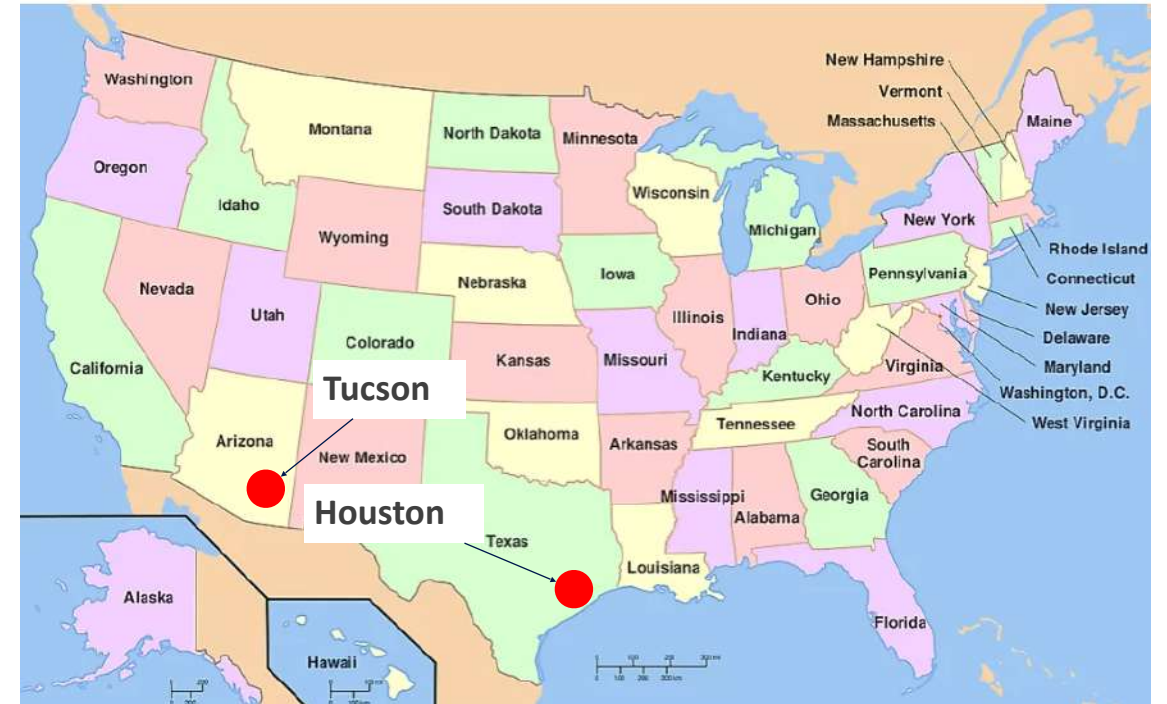 New Hampshire
Vermont
Massachusetts
Washington
Montana
North Dakota
Minnesota
Maine
Oregon
Idaho
Wisconsin
South Dakota
Michigan
New York
Wyoming
Rhode Island
Nebraska
Iowa
Pennsylvania
Connecticut
Nevada
Utah
Illinois
Indiana
Ohio
New Jersey
Colorado
Kansas
Missouri
Delaware
California
Kentucky
Virginia
Maryland
Tucson
Washington, D.C.
Arizona
New Mexico
Oklahoma
Arkansas
Tennessee
North Carolina
West Virginia
South
Carolina
Houston
Texas
Mississippi
Alabama
Georgia
Louisiana
Alaska
Florida
Hawaii